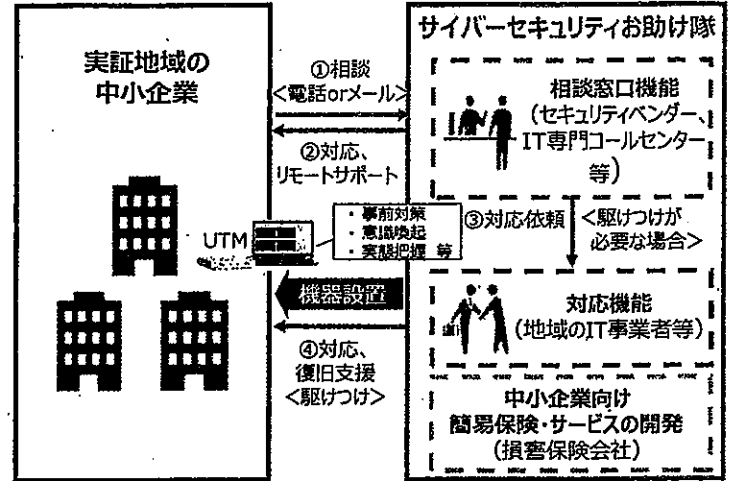 実証地域の
中小企業
①相談
<電話orメール>
②対応、
リモートサポート
UTM
・事前対策
・意識喚起
・実態把握 等
機器設置
④対応、
復旧支援
<駆けつけ>
サイバーセキュリティお助け隊
相談窓口機能
(セキュリティベンダー、
IT専門コールセンター
等)
③対応依頼
<駆けつけが
必要な場合>
対応機能
(地域のIT事業者等)
中小企業向け
簡易保険・サービスの開発
(損害保険会社)